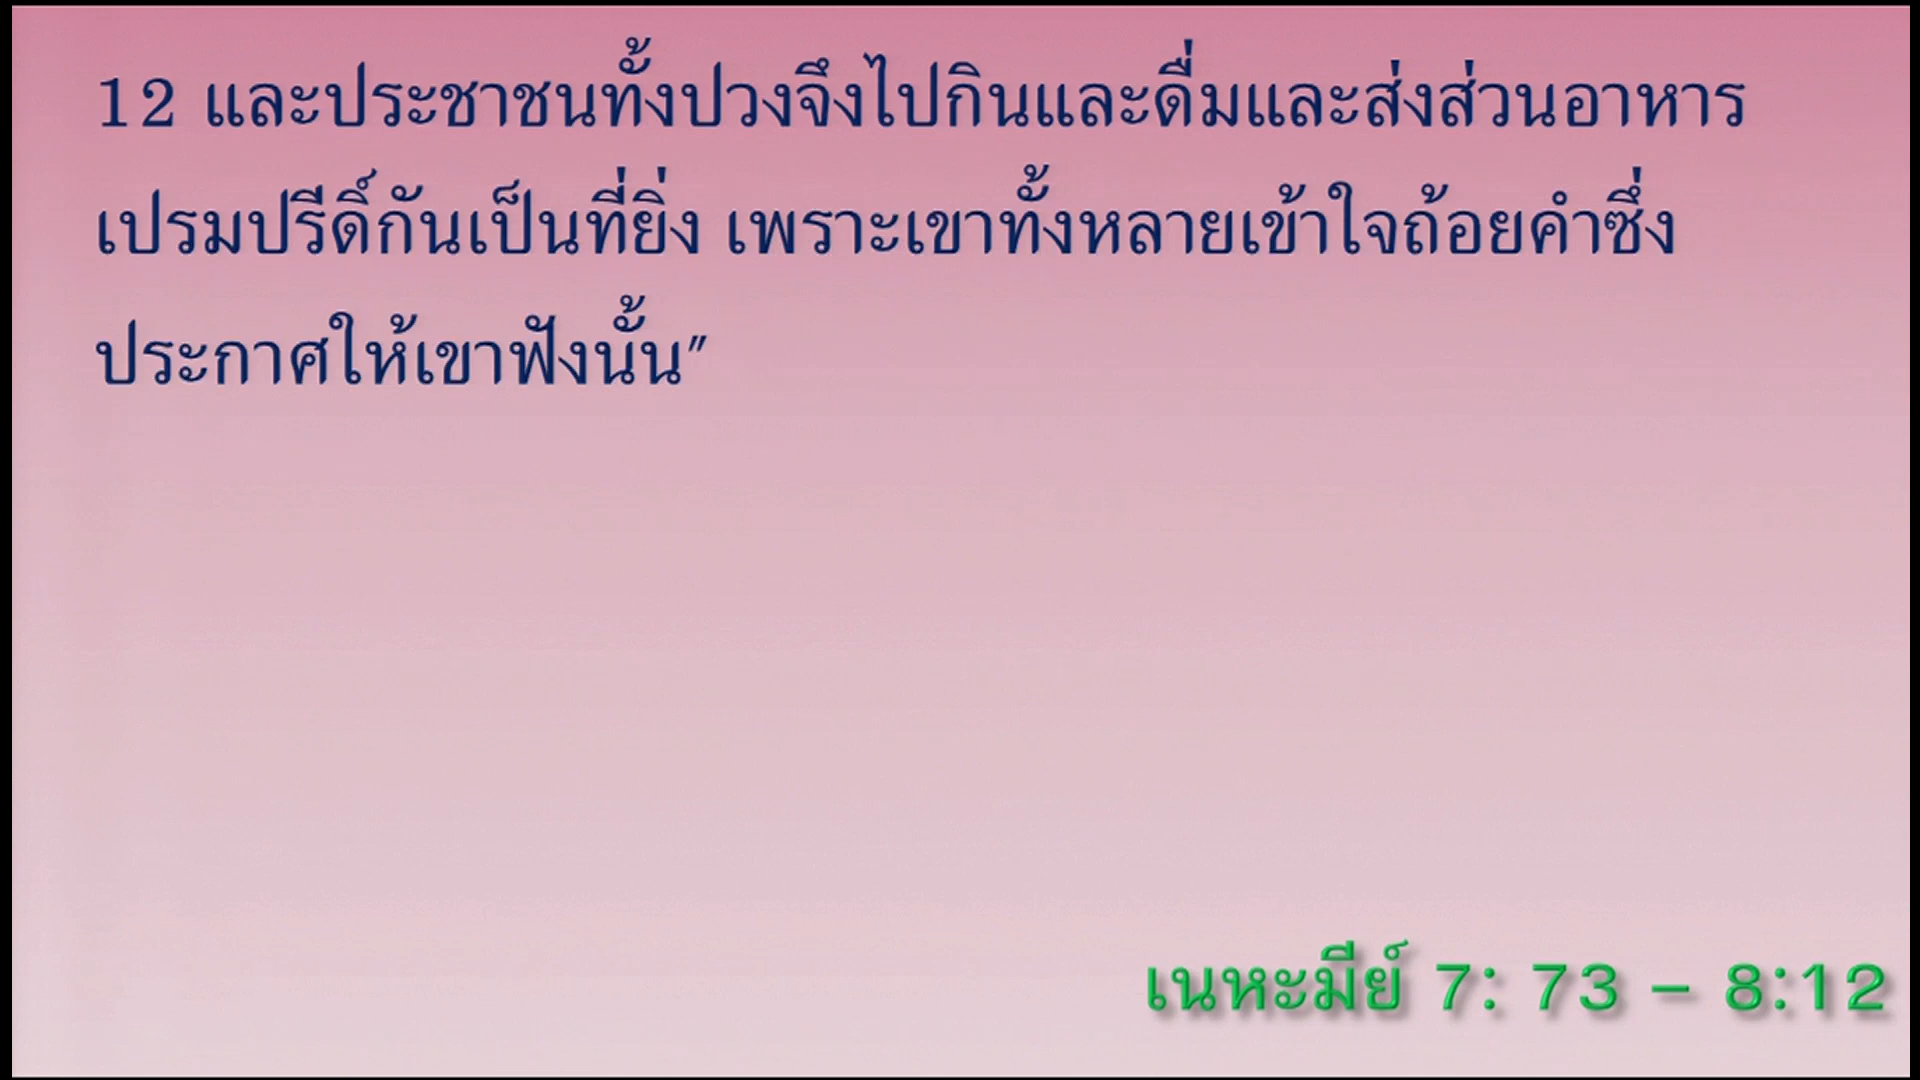 12 และประชาชนทั้งปวงจึงไปกินและดื่มและส่งส่วนอาหาร
เปรมปรีดิ์กันเป็นที่ยิ่ง เพราะเขาทั้งหลายเข้าใจถ้อยคำซึ่ง
ประกาศให้เขาฟังนั้น"
เนหะมีย์ 7: 73 – 8:12